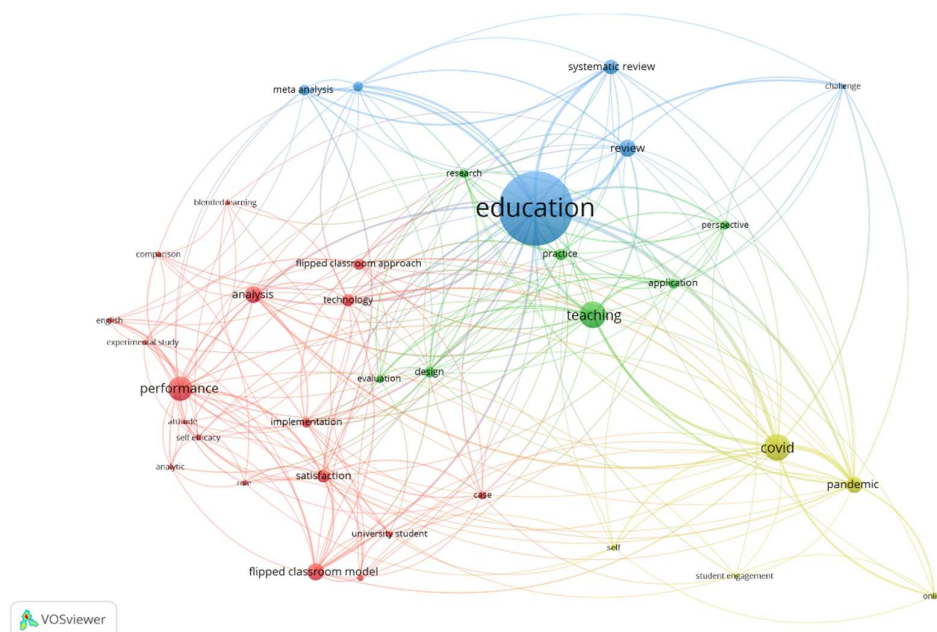 systematic review
meta analysis
challenge
review
research
blended learning
education
perspective
comparison
practice
flipped classroom approach
application
analysis
technology
teaching
english
experimental study
design
evaluation
performance
attitude
implementation
self efficacy
covid
analytic
satisfaction
role
pandemic
case
university student
self
flipped classroom model
student engagement
onli
VOSviewer